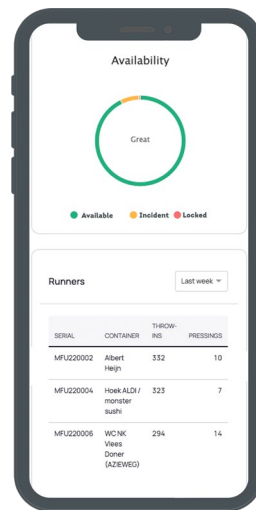 Availability
Great
Available Incident Locked
Runners
Last week
SERIAL CONTAINER THROW-INS PRESSINGS
MFU220002 Albert Heijn 332 10
MFU220004 Hoek ALDI / monster sushi 323 7
MFU220006 WC NK Vlees Doner (AZIEWEG) 294 14